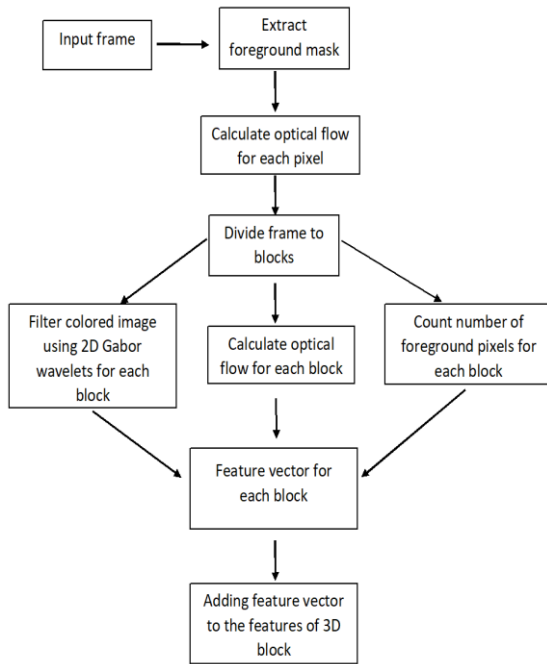 Input frame
Extract
foreground mask
Calculate optical flow
for each pixel
Divide frame to
blocks
Filter colored image
using 2D Gabor
wavelets for each
block
Calculate optical
flow for each block
Count number of
foreground pixels for
each block
Feature vector for
each block
Adding feature vector
to the features of 3D
block